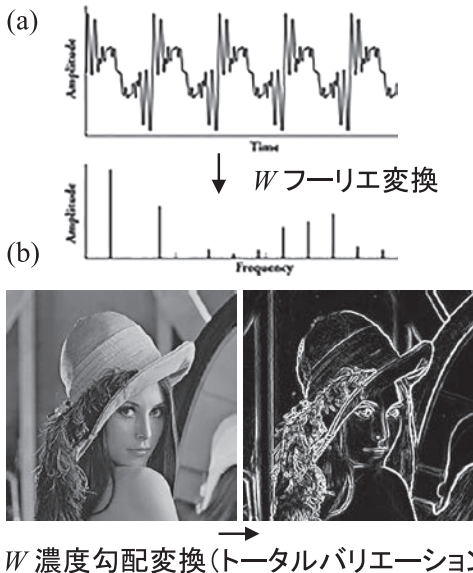 (a)
Amplitude
Time
W フーリエ変換
Amplitude
(b)
Frequency
W 濃度勾配変換(トータルバリエーション